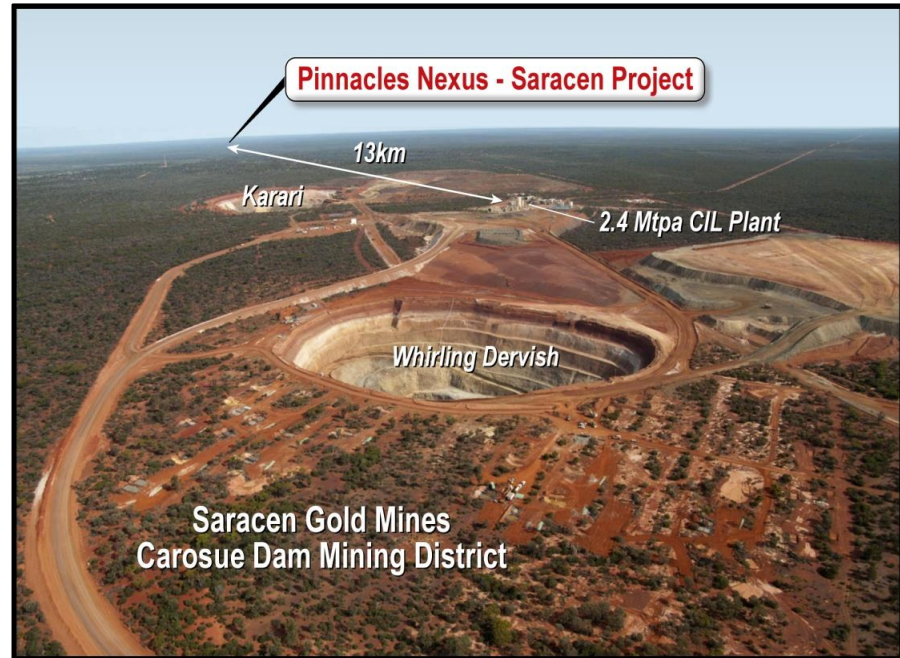 Pinnacles Nexus - Saracen Project
13km
Karari
2.4 Mtpa CIL Plant
Whirling Dervish
Saracen Gold Mines
Carosue Dam Mining District